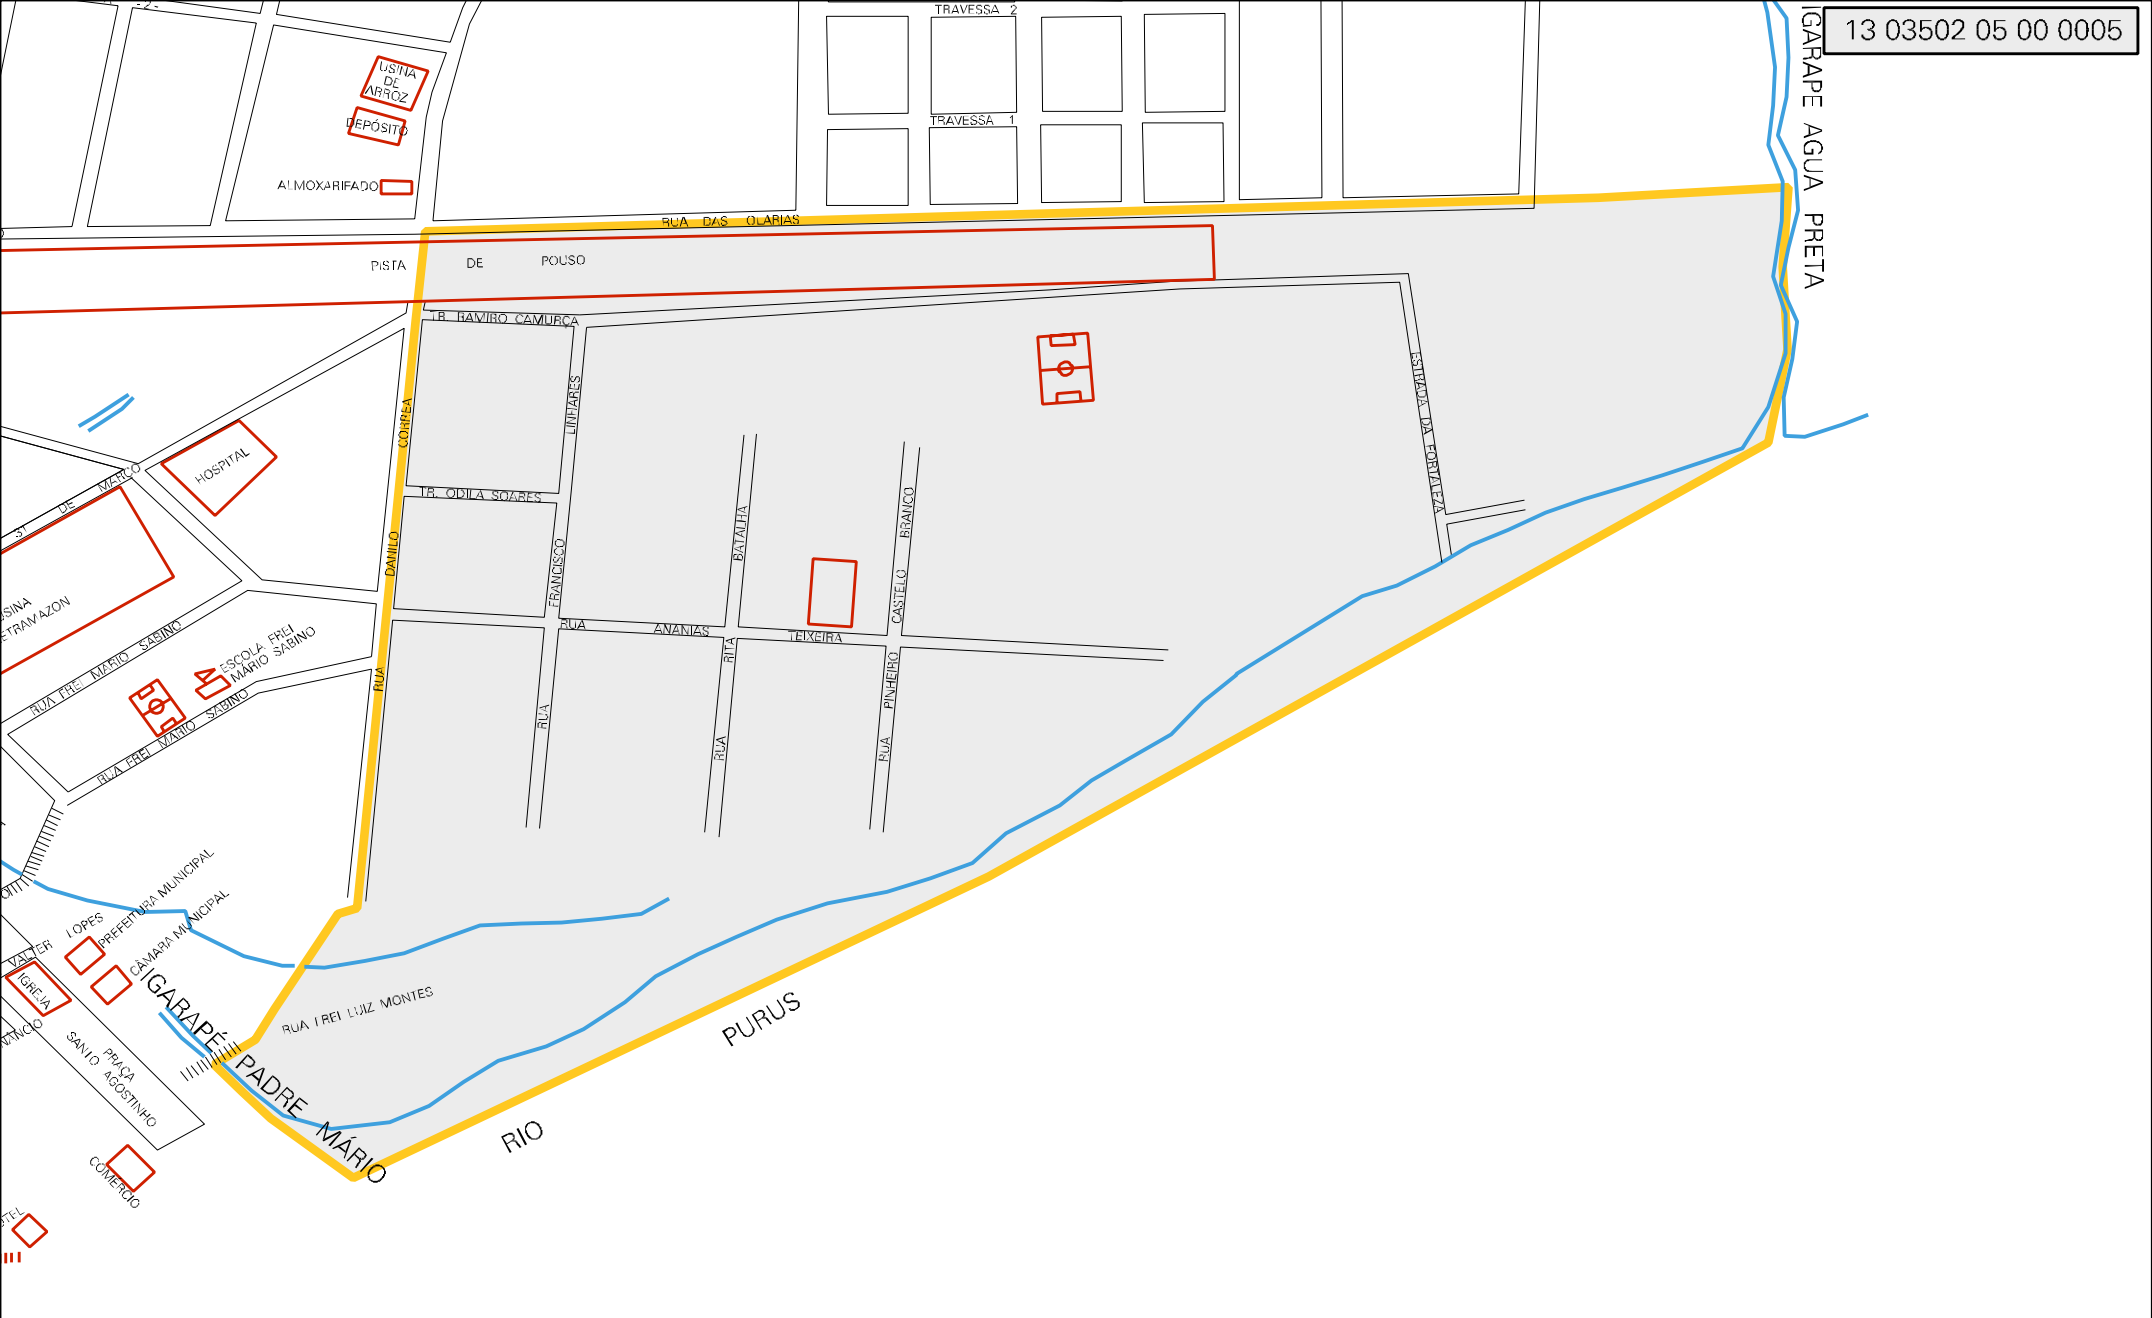 13 03502 05 00 0005
TRAVESSA 2
TRAVESSA 1
IGARAPE AGUA PRETA
USINA
DE
ARROZ
DEPÓSITO
ALMOXARIFADO
RUA DAS OLARIAS
PISTA DE POUSO
TR. RAMIRO CAMURÇA
RUA DANILO CORREA
RUA FRANCISCO LINHARES
ESTRADA DA FORTALEZA
HOSPITAL
31 DE MARÇO
TR. ODILA SOARES
RUA RITA BATALHA
RUA PINHEIRO CASTELO BRANCO
RUA ANANIAS TEIXEIRA
RUA FREI MARIO SABINO
ESCOLA FREI
MÁRIO SABINO
RUA FREI MARIO SABINO
PREFEITURA MUNICIPAL
CÂMARA MUNICIPAL
VALTER LOPES
IGREJA
IGARAPÉ PADRE MÁRIO
RUA FREI LUIZ MONTES
PRAÇA
SANTO AGOSTINHO
RIO PURUS
COMERCIO